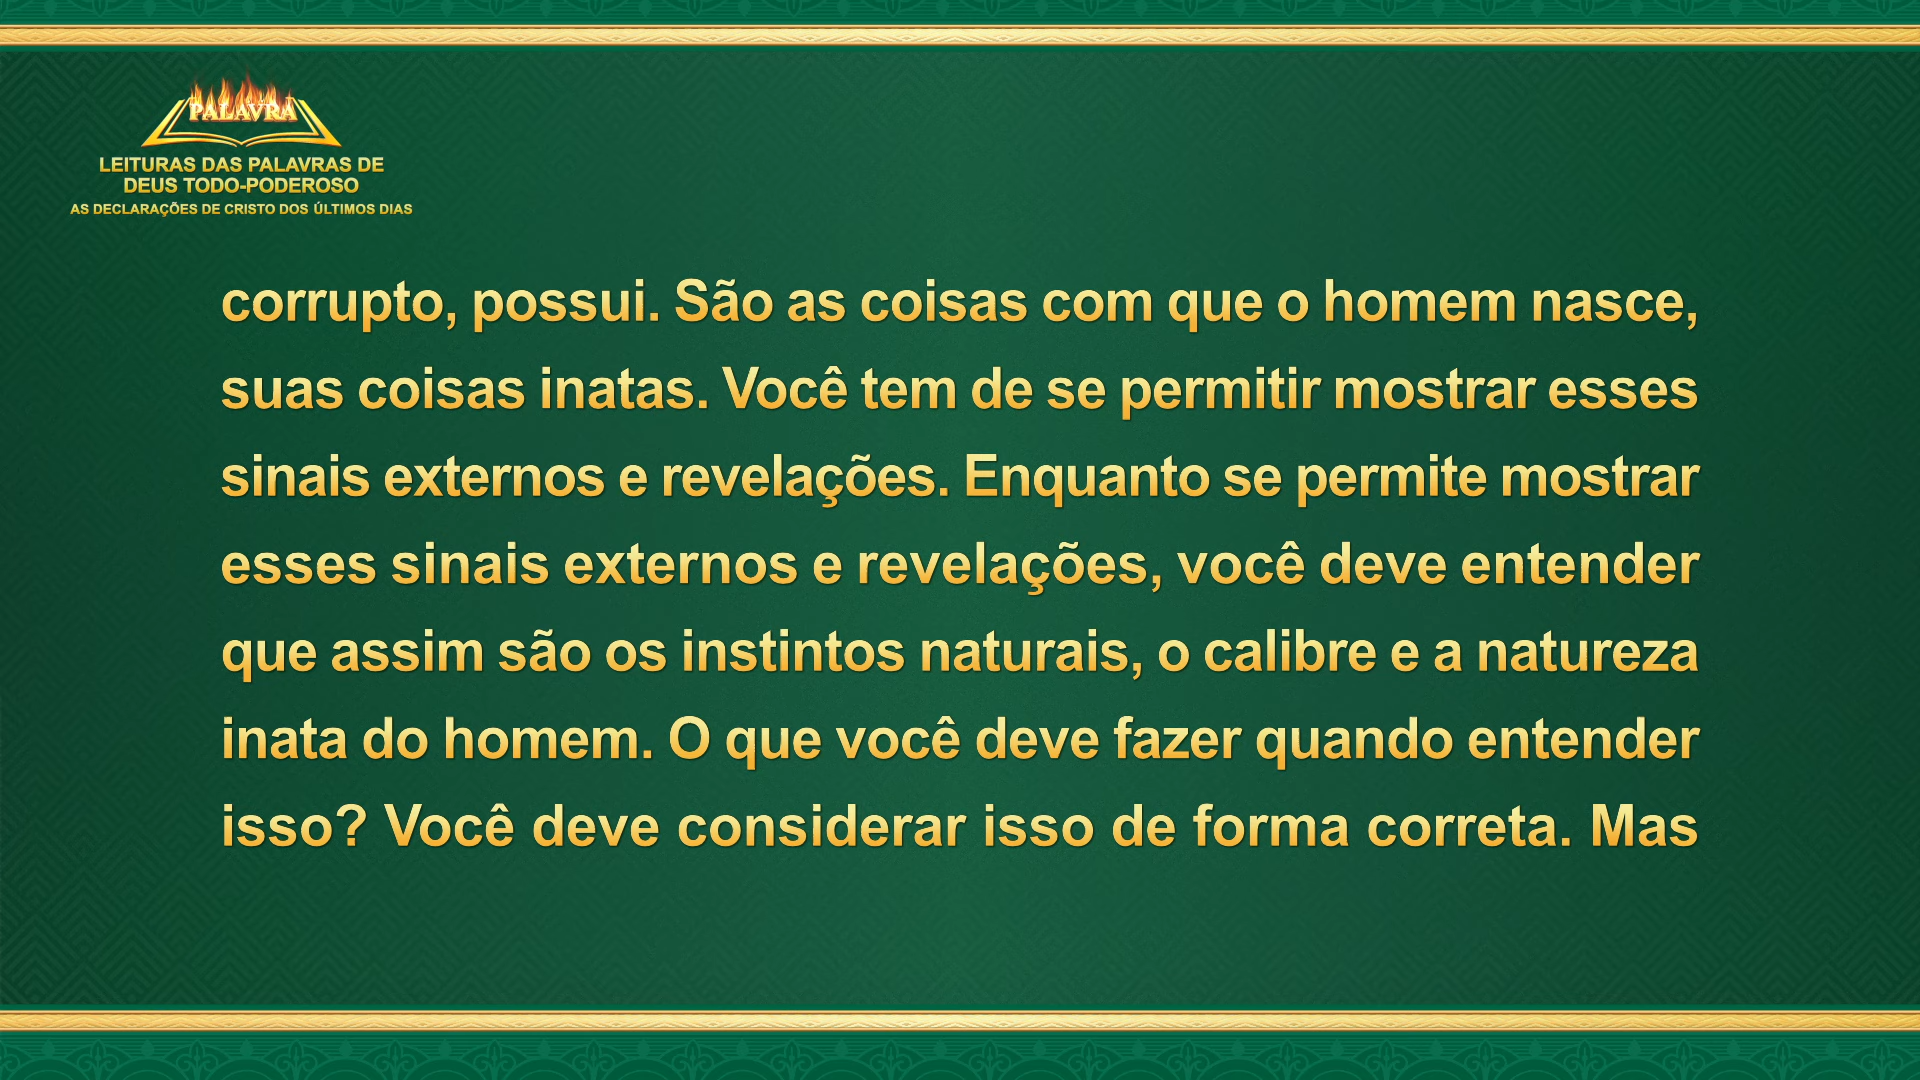 PALAVRA
LEITURAS DAS PALAVRAS DE
DEUS TODO-PODEROSO
AS DECLARAÇÕES DE CRISTO DOS ÚLTIMOS DIAS
corrupto, possui. São as coisas com que o homem nasce,
suas coisas inatas. Você tem de se permitir mostrar esses
sinais externos e revelações. Enquanto se permite mostrar
esses sinais externos e revelações, você deve entender
que assim são os instintos naturais, o calibre e a natureza
inata do homem. O que você deve fazer quando entender
isso? Você deve considerar isso de forma correta. Mas